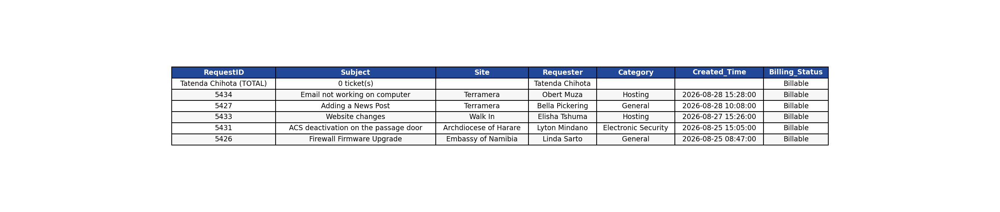 RequestID Subject Site Requester Category Created_Time Billing_Status
Tatenda Chihota (TOTAL) 0 ticket(s) Tatenda Chihota Billable
5434 Email not working on computer Terramera Obert Muza Hosting 2026-08-28 15:28:00 Billable
5427 Adding a News Post Terramera Bella Pickering General 2026-08-28 10:08:00 Billable
5433 Website changes Walk In Elisha Tshuma Hosting 2026-08-27 15:26:00 Billable
5431 ACS deactivation on the passage door Archdiocese of Harare Lyton Mindano Electronic Security 2026-08-25 15:05:00 Billable
5426 Firewall Firmware Upgrade Embassy of Namibia Linda Sarto General 2026-08-25 08:47:00 Billable